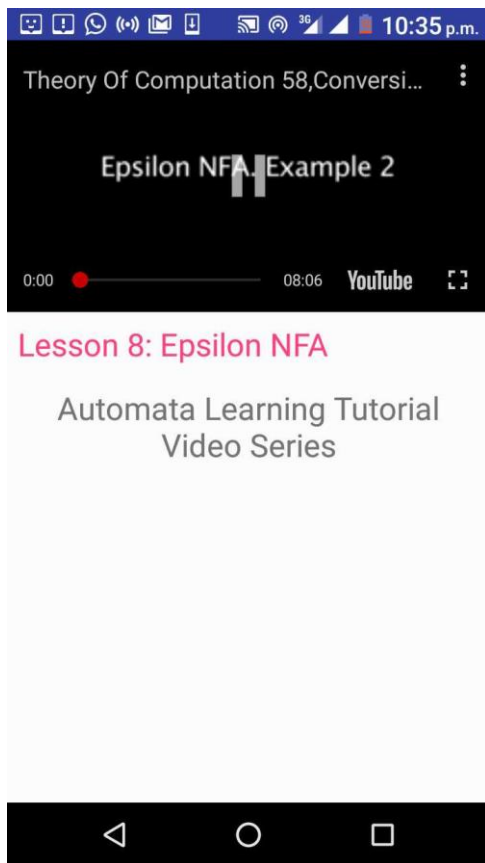 3G 10:35 p.m.
Theory Of Computation 58,Conversi...
Epsilon NFA. Example 2
0:00 08:06 YouTube
Lesson 8: Epsilon NFA
Automata Learning Tutorial
Video Series